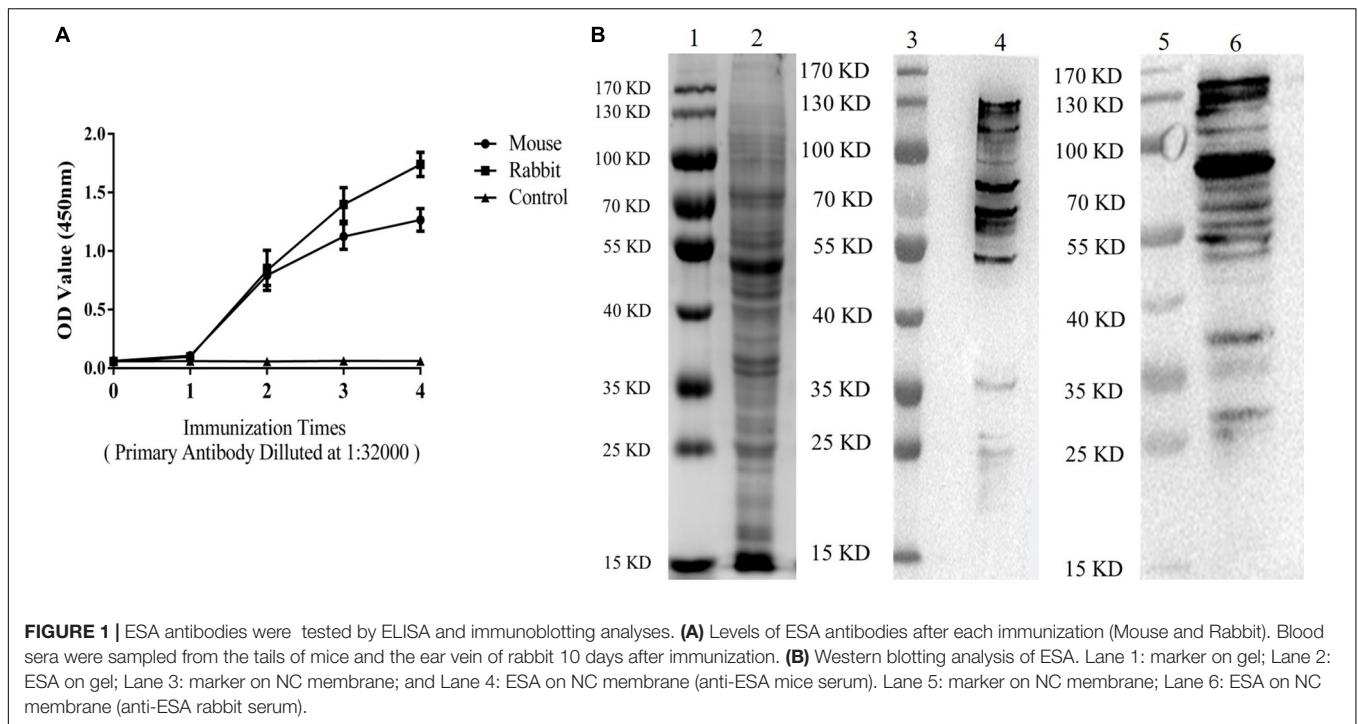 A
2.0
1.5
1.0
0.5
0.0
OD Value (450nm)
0 1 2 3 4
Immunization Times
( Primary Antibody Dilluted at 1:32000 )
Mouse
Rabbit
Control
B
1 2
170 KD
130 KD
100 KD
70 KD
55 KD
40 KD
35 KD
25 KD
15 KD
3 4
170 KD
130 KD
100 KD
70 KD
55 KD
40 KD
35 KD
25 KD
15 KD
5 6
170 KD
130 KD
100 KD
70 KD
55 KD
40 KD
35 KD
25 KD
15 KD
FIGURE 1 | ESA antibodies were tested by ELISA and immunoblotting analyses. (A) Levels of ESA antibodies after each immunization (Mouse and Rabbit). Blood
sera were sampled from the tails of mice and the ear vein of rabbit 10 days after immunization. (B) Western blotting analysis of ESA. Lane 1: marker on gel; Lane 2:
ESA on gel; Lane 3: marker on NC membrane; and Lane 4: ESA on NC membrane (anti-ESA mice serum). Lane 5: marker on NC membrane; Lane 6: ESA on NC
membrane (anti-ESA rabbit serum).